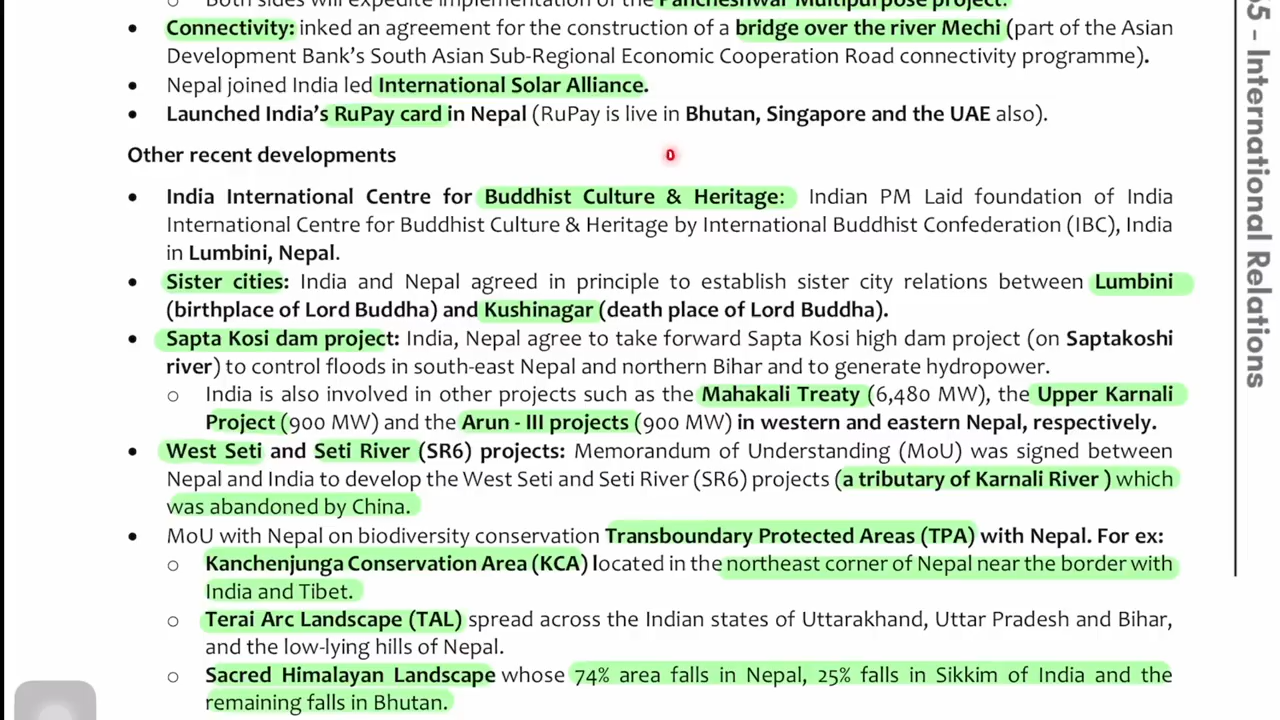 o Both sides will expedite implementation of the Pancheshwar Multipurpose project.
• Connectivity: inked an agreement for the construction of a bridge over the river Mechi (part of the Asian
Development Bank's South Asian Sub-Regional Economic Cooperation Road connectivity programme).
• Nepal joined India led International Solar Alliance.
• Launched India's RuPay card in Nepal (RuPay is live in Bhutan, Singapore and the UAE also).
Other recent developments
• India International Centre for Buddhist Culture & Heritage: Indian PM Laid foundation of India
International Centre for Buddhist Culture & Heritage by International Buddhist Confederation (IBC), India
in Lumbini, Nepal.
• Sister cities: India and Nepal agreed in principle to establish sister city relations between Lumbini
(birthplace of Lord Buddha) and Kushinagar (death place of Lord Buddha).
• Sapta Kosi dam project: India, Nepal agree to take forward Sapta Kosi high dam project (on Saptakoshi
river) to control floods in south-east Nepal and northern Bihar and to generate hydropower.
o India is also involved in other projects such as the Mahakali Treaty (6,480 MW), the Upper Karnali
Project (900 MW) and the Arun - III projects (900 MW) in western and eastern Nepal, respectively.
• West Seti and Seti River (SR6) projects: Memorandum of Understanding (MoU) was signed between
Nepal and India to develop the West Seti and Seti River (SR6) projects (a tributary of Karnali River ) which
was abandoned by China.
• MoU with Nepal on biodiversity conservation Transboundary Protected Areas (TPA) with Nepal. For ex:
o Kanchenjunga Conservation Area (KCA) located in the northeast corner of Nepal near the border with
India and Tibet.
o Terai Arc Landscape (TAL) spread across the Indian states of Uttarakhand, Uttar Pradesh and Bihar,
and the low-lying hills of Nepal.
o Sacred Himalayan Landscape whose 74% area falls in Nepal, 25% falls in Sikkim of India and the
remaining falls in Bhutan.
5 - International Relations